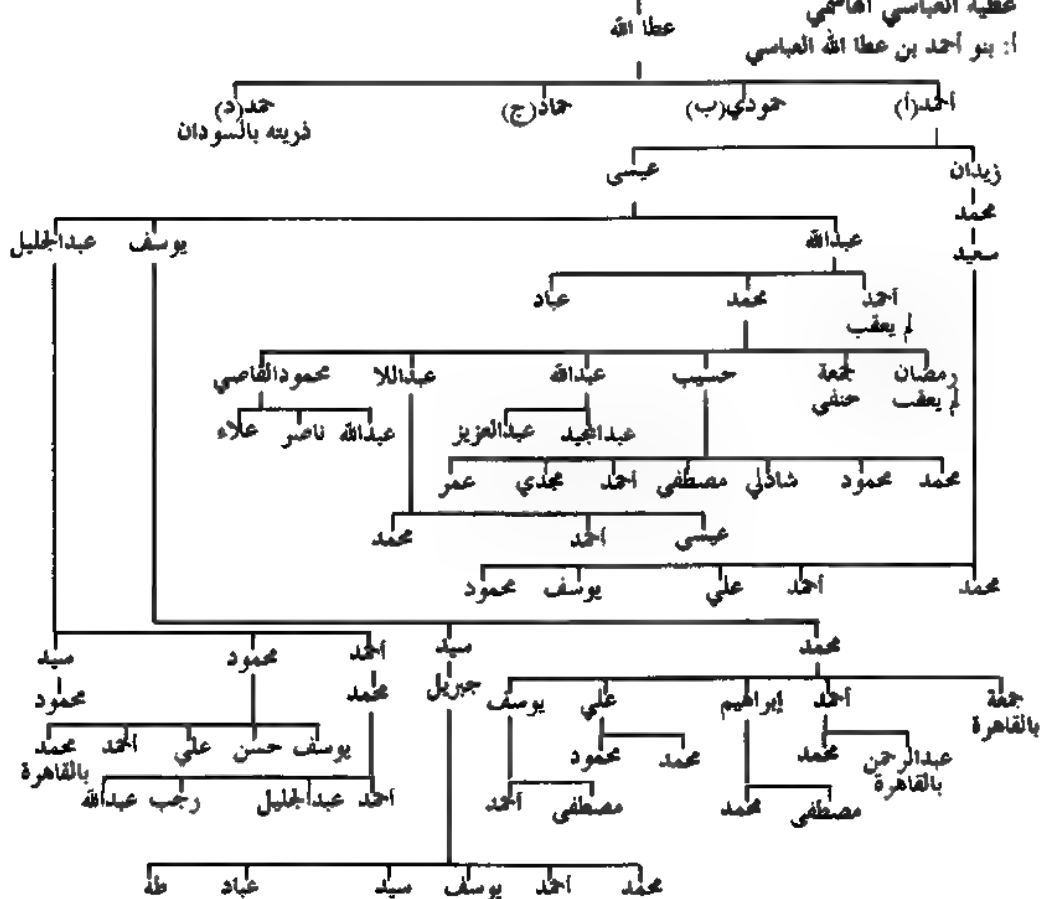 عطية العباسي الهاشمي
عطا الله
أ: بنو أحمد بن عطا الله العباسي
أحمد(أ) حمودي(ب) حماد(ج) حمد(د)
ذريته بالسودان
زيدان عيسى
محمد
عبدالله يوسف عبدالجليل
سعيد
أحمد محمد عباد
لم يعقب
رمضان جمعة حسيب عبدالله عبداللا محمودالقاصي
لم يعقب حنفي
عبدالمجيد عبدالعزيز عبدالله ناصر علاء
محمد محمود شاذلي مصطفى أحمد مجدي عمر
عيسى أحمد محمد
محمد أحمد علي يوسف محمود
محمد سيد أحمد محمود سيد
جمعة أحمد إبراهيم علي يوسف جبريل محمد محمود
بالقاهرة
عبدالرحمن محمد محمد محمود يوسف حسن علي أحمد محمد
بالقاهرة بالقاهرة
مصطفى محمد مصطفى أحمد أحمد عبدالجليل رجب عبدالله
محمد أحمد يوسف سيد عباد طه